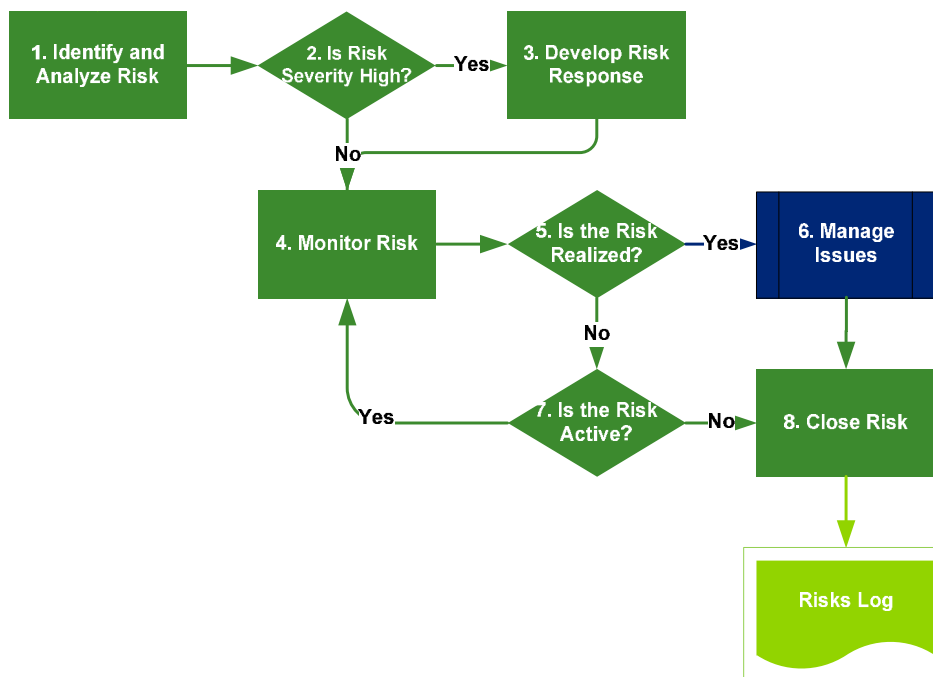 1. Identify and
Analyze Risk
2. Is Risk
Severity High?
Yes
3. Develop Risk
Response
No
4. Monitor Risk
5. Is the Risk
Realized?
Yes
6. Manage
Issues
No
Yes
7. Is the Risk
Active?
No
8. Close Risk
Risks Log